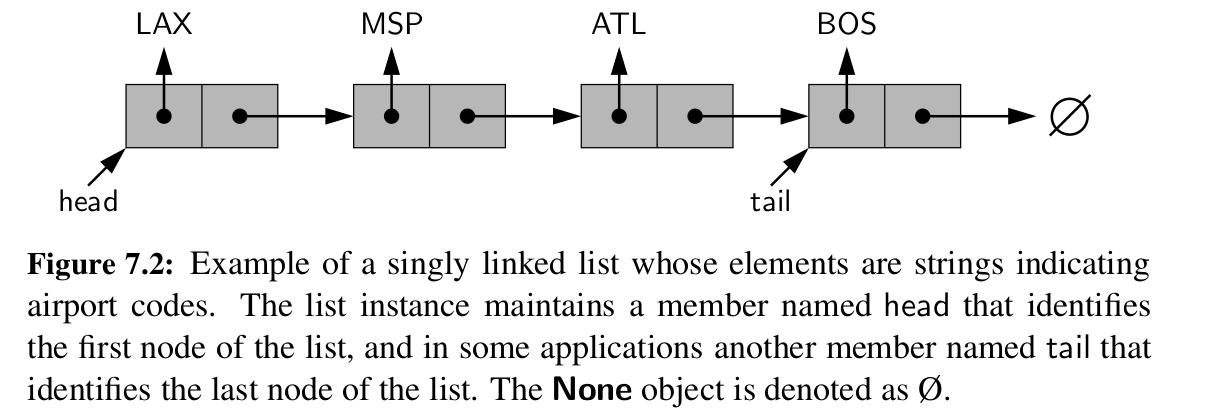 LAX MSP ATL BOS
∅
head tail
Figure 7.2: Example of a singly linked list whose elements are strings indicating
airport codes. The list instance maintains a member named head that identifies
the first node of the list, and in some applications another member named tail that
identifies the last node of the list. The None object is denoted as Ø.